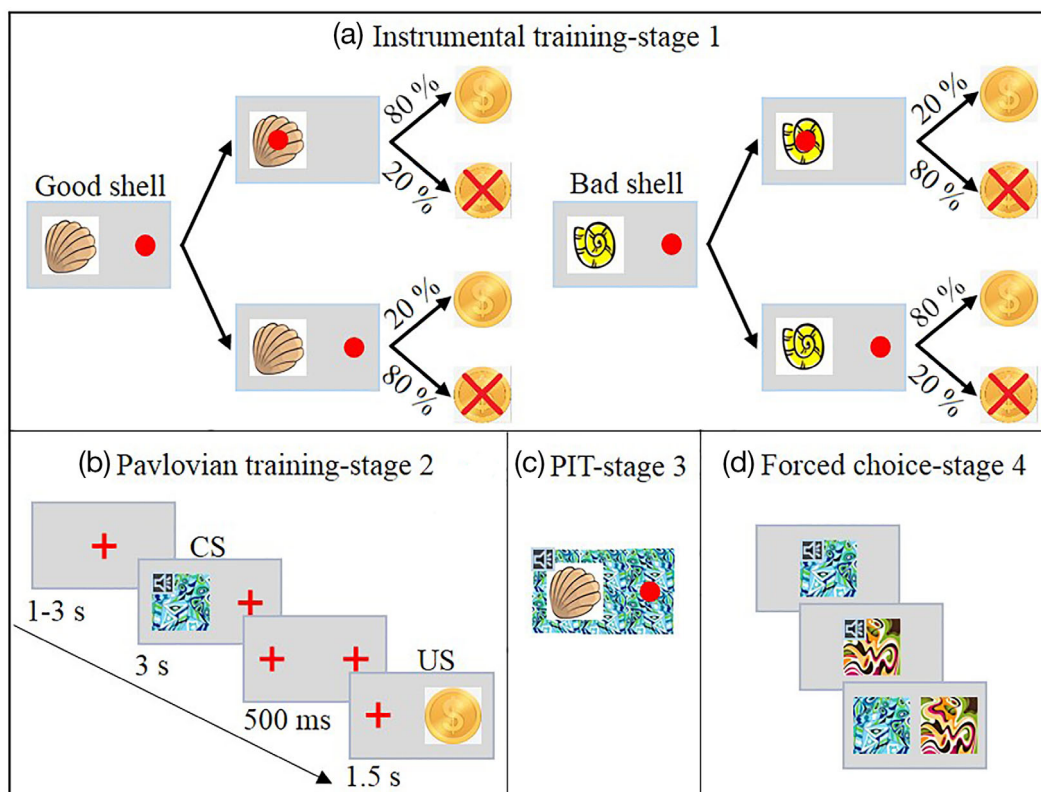 (a) Instrumental training-stage 1
Good shell
80 %
20 %
20 %
80 %
Bad shell
20 %
80 %
80 %
20 %
(b) Pavlovian training-stage 2
CS
US
1-3 s
3 s
500 ms
1.5 s
(c) PIT-stage 3
(d) Forced choice-stage 4